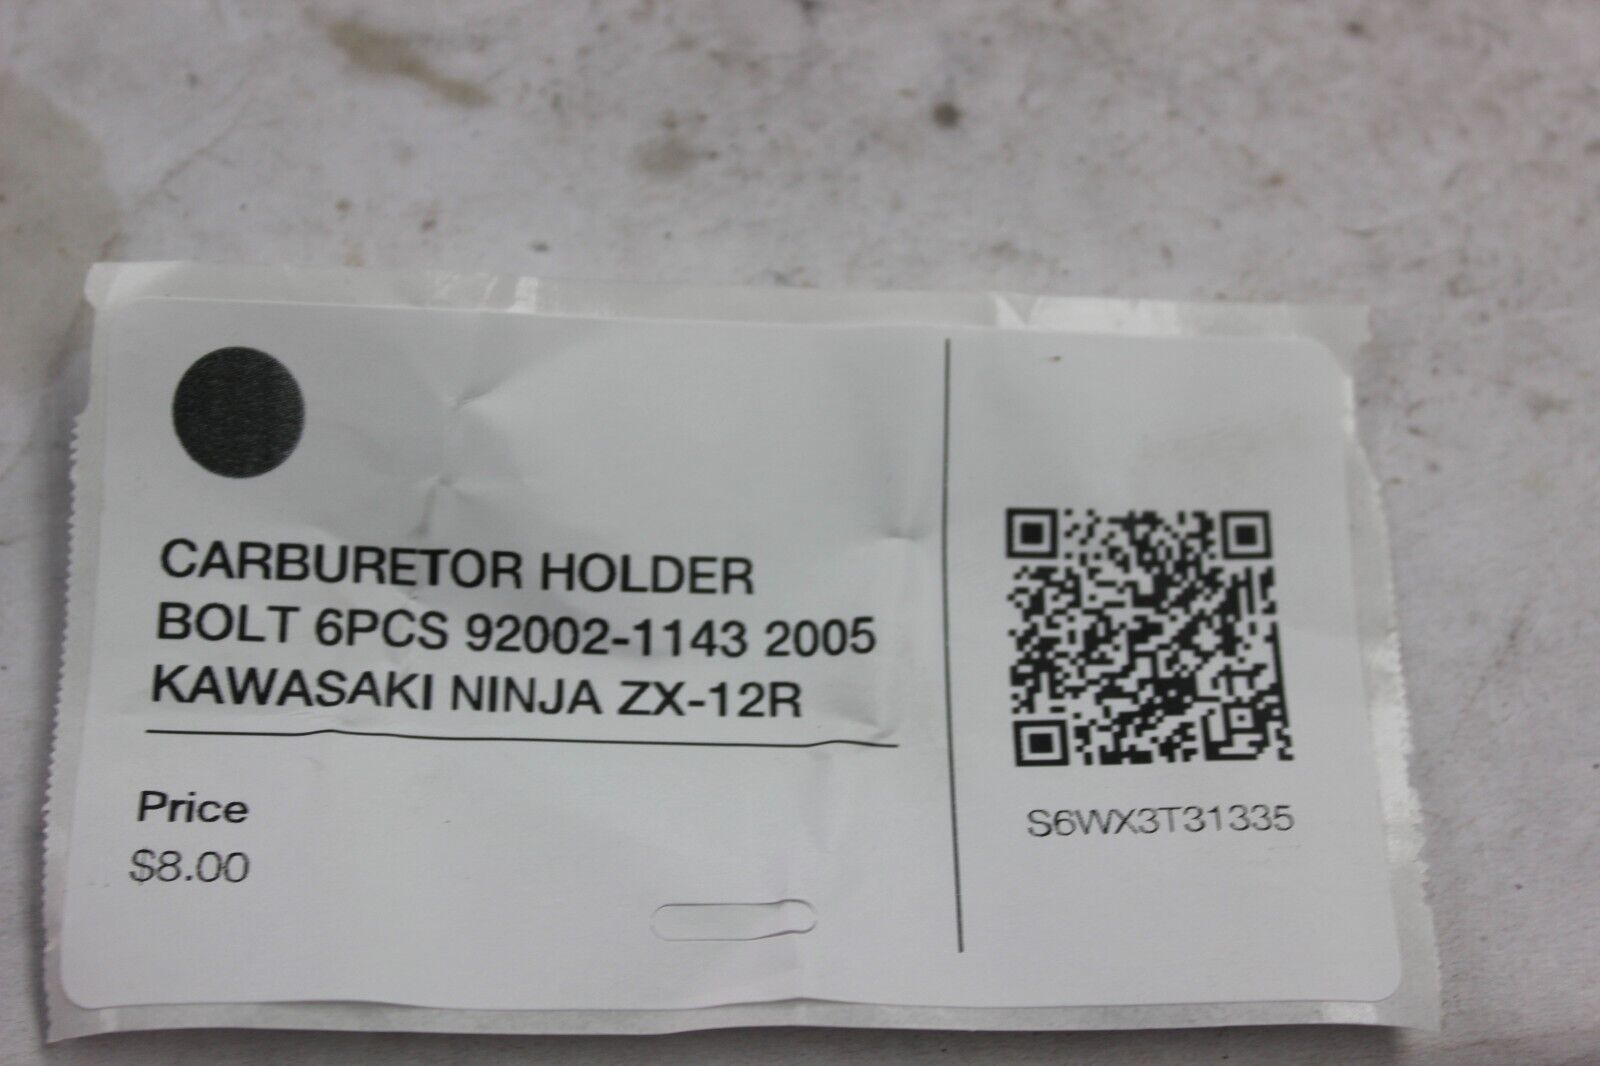 CARBURETOR HOLDER
BOLT 6PCS 92002-1143 2005
KAWASAKI NINJA ZX-12R
Price
$8.00
S6WX3T31335